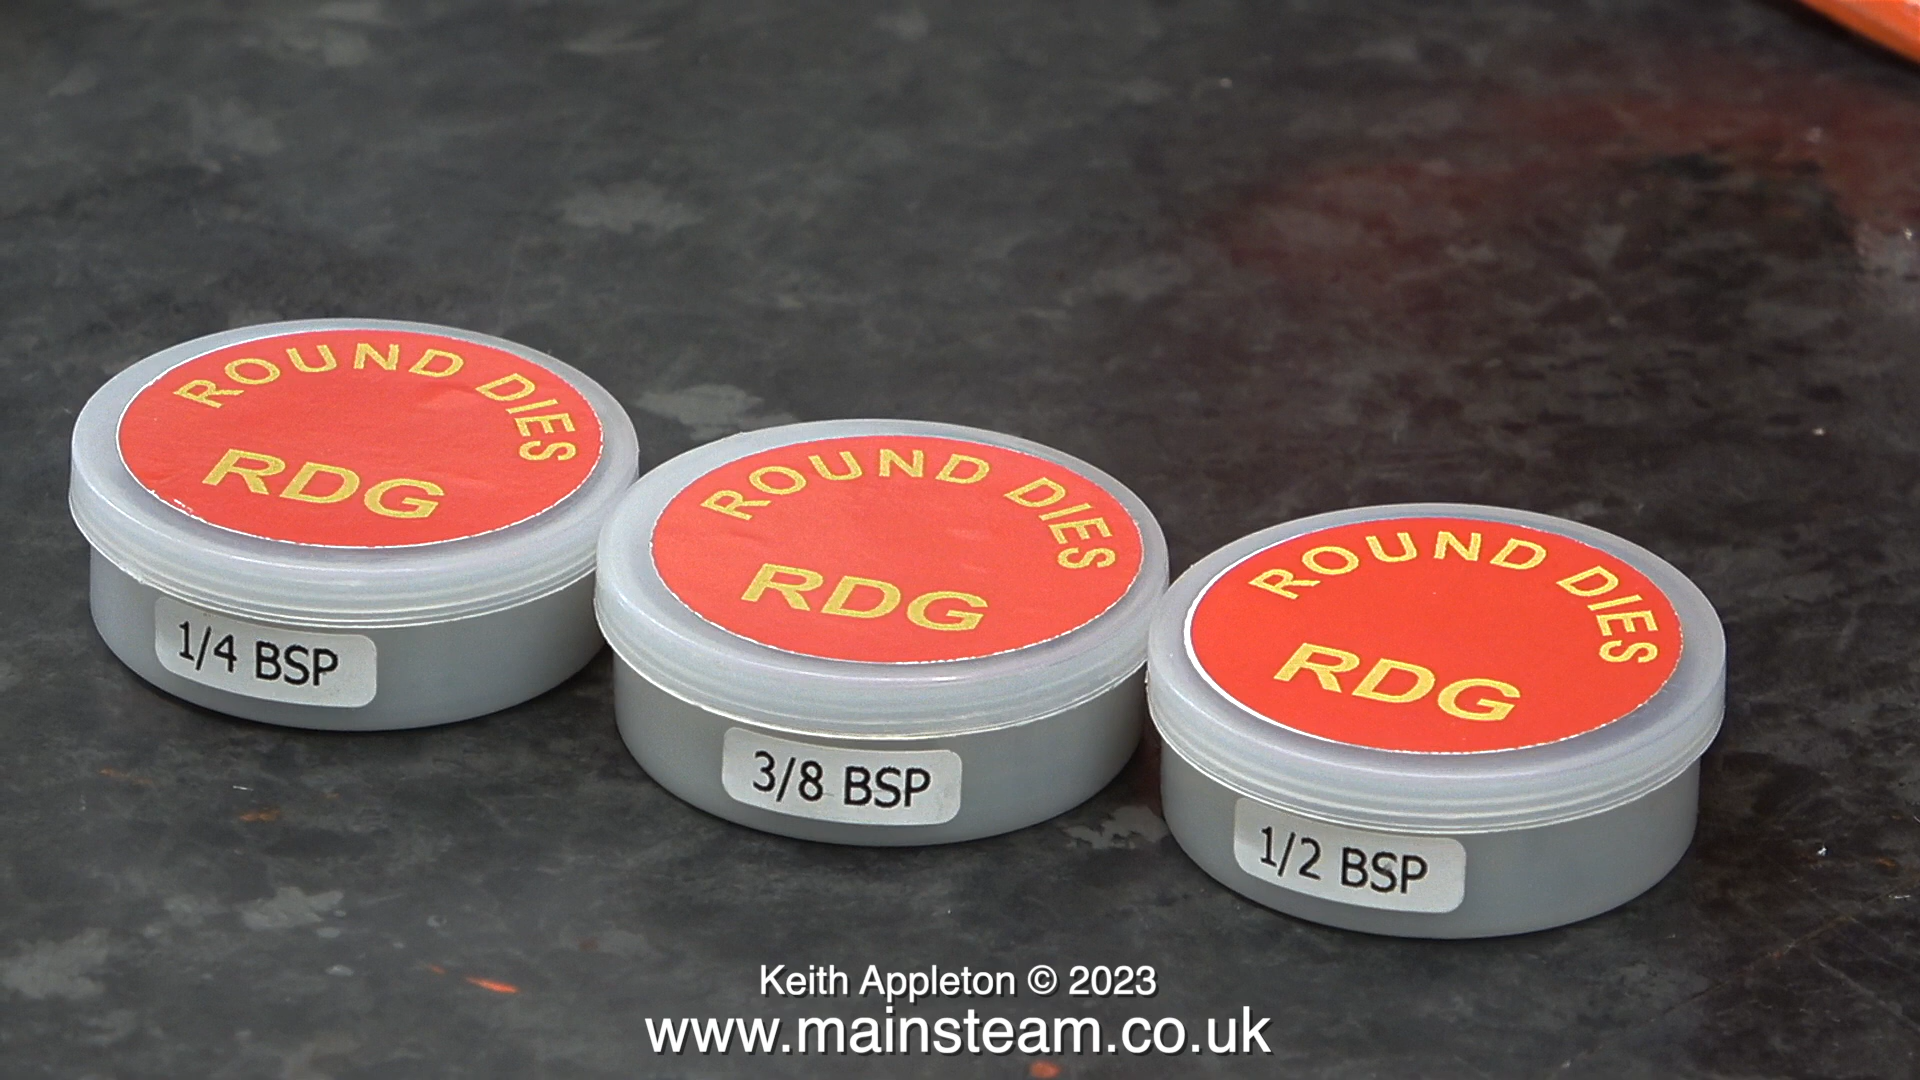 ROUND DIES
RDG
1/4 BSP
ROUND DIES
RDG
3/8 BSP
ROUND DIES
RDG
1/2 BSP
Keith Appleton © 2023
www.mainsteam.co.uk